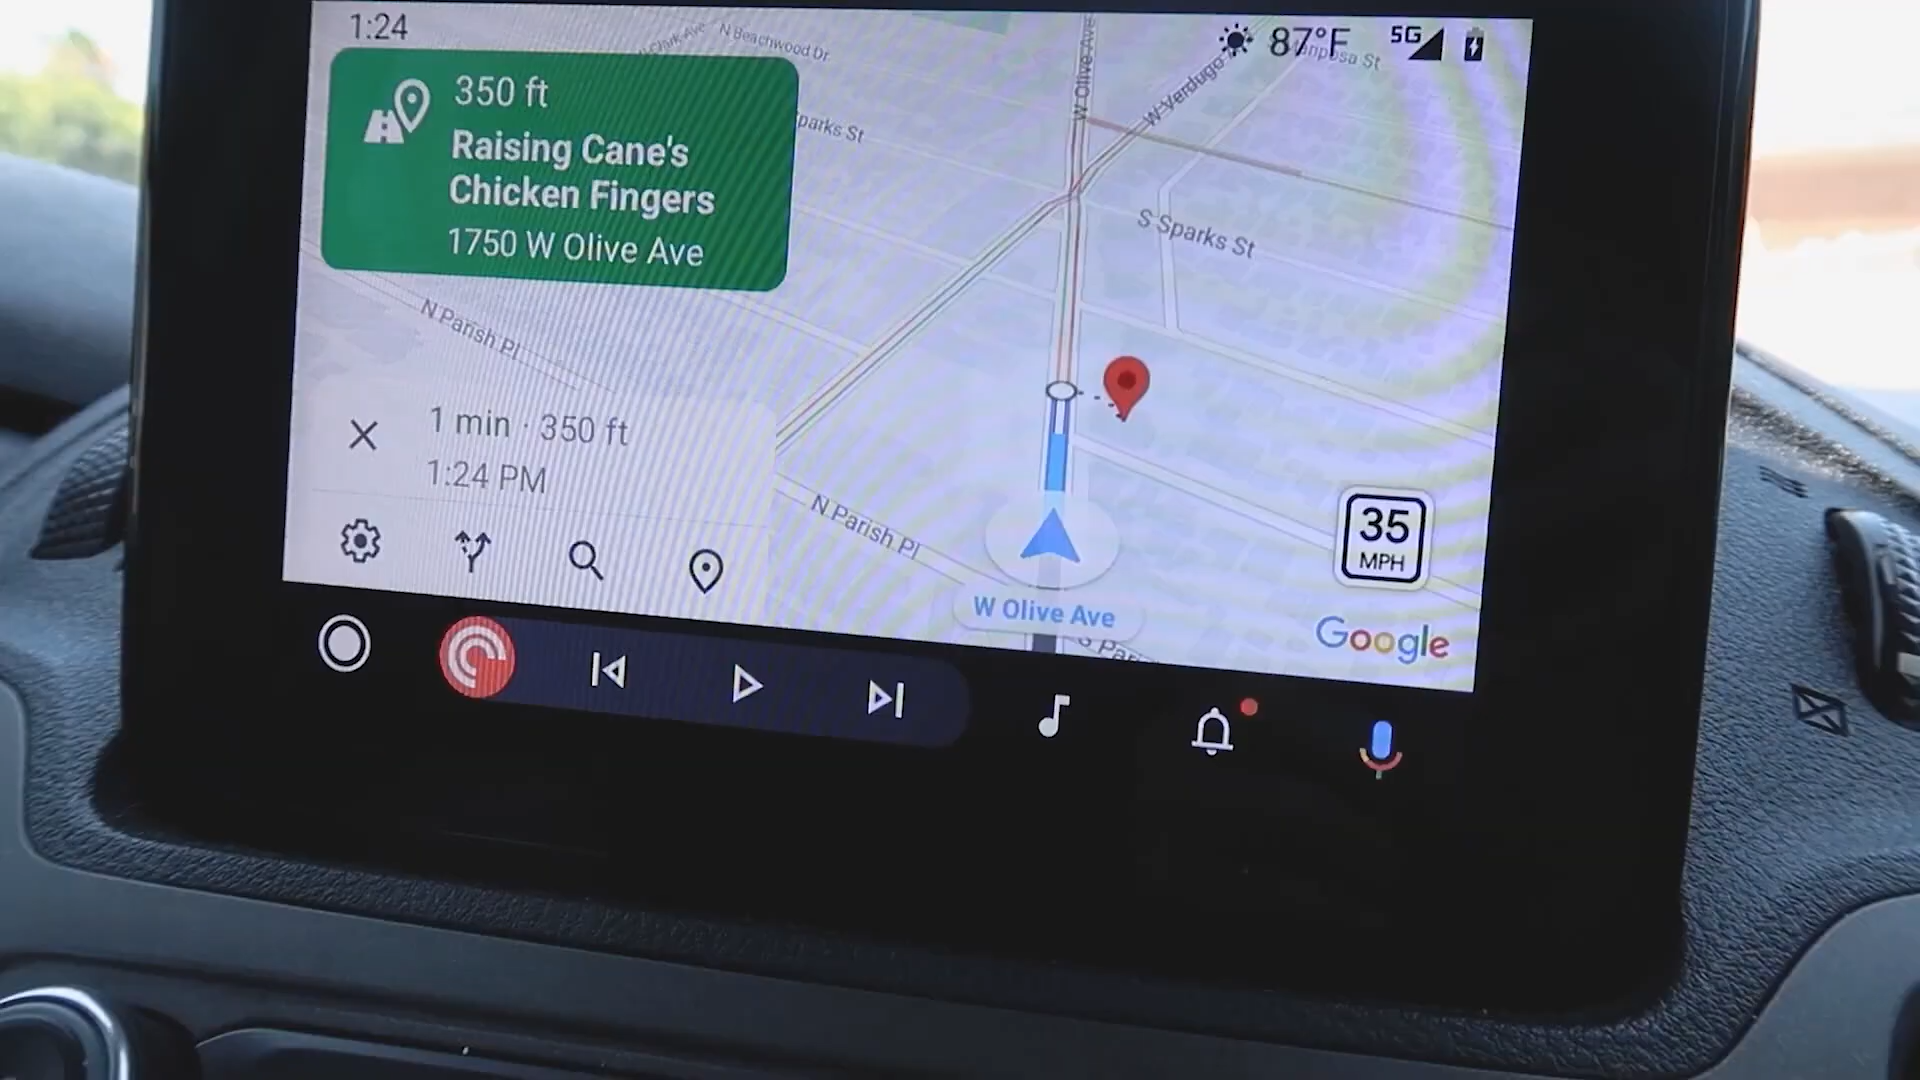 1:24
N Beachwood Dr
W Olive Ave
W Verdugo
87°F
5G
350 ft
Raising Cane's
Chicken Fingers
1750 W Olive Ave
Sparks St
S Sparks St
N Parish Pl
1 min · 350 ft
1:24 PM
N Parish Pl
35
MPH
W Olive Ave
Google